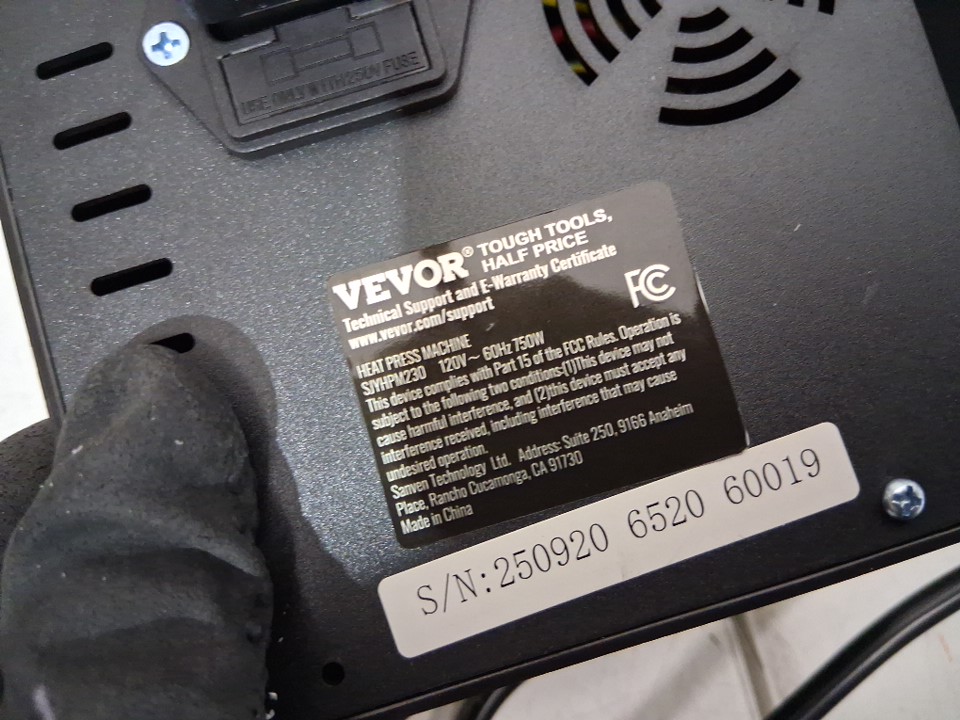 USE ONLY WITH 250V FUSE
VEVOR® TOUGH TOOLS,
HALF PRICE
Technical Support and E-Warranty Certificate
www.vevor.com/support
FC
HEAT PRESS MACHINE
SJYHPM230 120V～ 60Hz 750W
This device complies with Part 15 of the FCC Rules. Operation is
subject to the following two conditions:(1)This device may not
cause harmful interference, and (2)this device must accept any
interference received, including interference that may cause
undesired operation.
Sanven Technology Ltd. Address: Suite 250, 9166 Anaheim
Place, Rancho Cucamonga, CA 91730
Made in China
S/N:250920 6520 60019